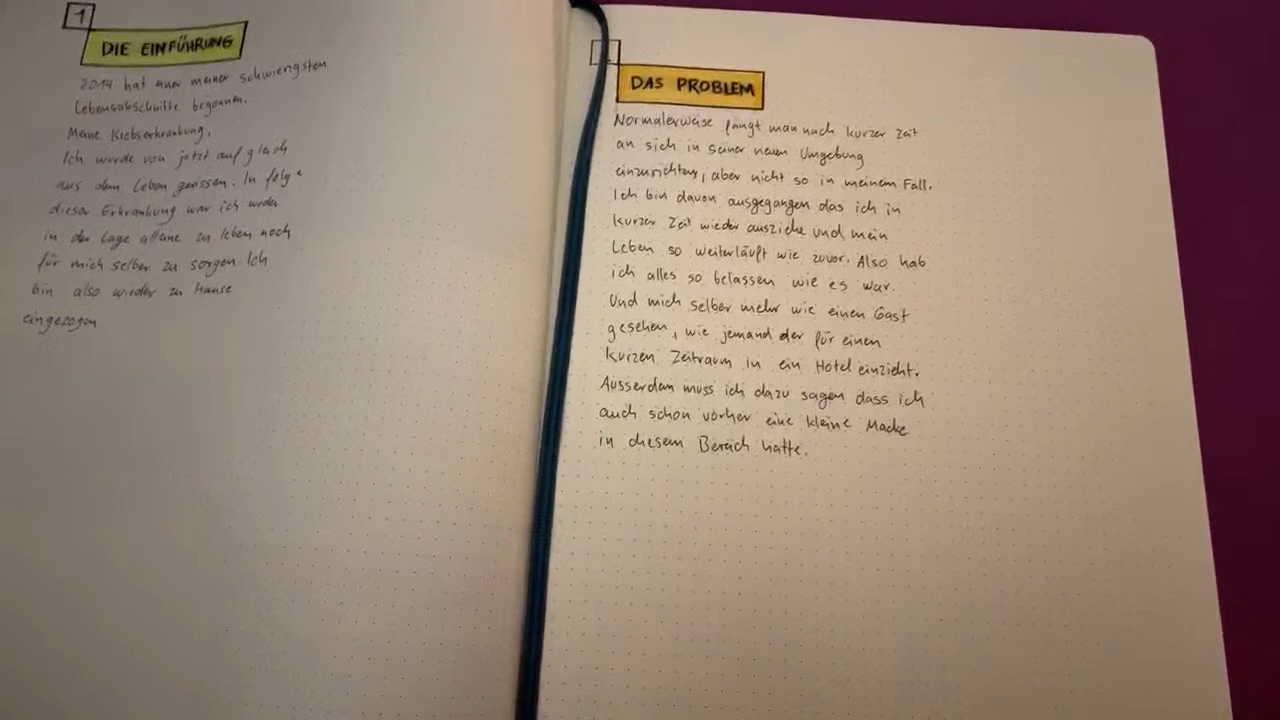 1
DIE EINFÜHRUNG
2014 hat einer meiner schwierigsten
Lebensabschnitte begonnen.
Meine Krebserkrankung.
Ich wurde von jetzt auf gleich
aus dem Leben gerissen. In folge
dieser Erkrankung war ich weder
in der Lage alleine zu leben noch
für mich selber zu sorgen. Ich
bin also wieder zu Hause
eingezogen
DAS PROBLEM
Normalerweise fängt man nach kurzer Zeit
an sich in seiner neuen Umgebung
einzurichten, aber nicht so in meinem Fall.
Ich bin davon ausgegangen das ich in
kurzer Zeit wieder ausziehe und mein
Leben so weiterläuft wie zuvor. Also hab
ich alles so belassen wie es war.
Und mich selber mehr wie einen Gast
gesehen, wie jemand der für einen
kurzen Zeitraum in ein Hotel einzieht.
Ausserdem muss ich dazu sagen dass ich
auch schon vorher eine kleine Macke
in diesem Bereich hatte.